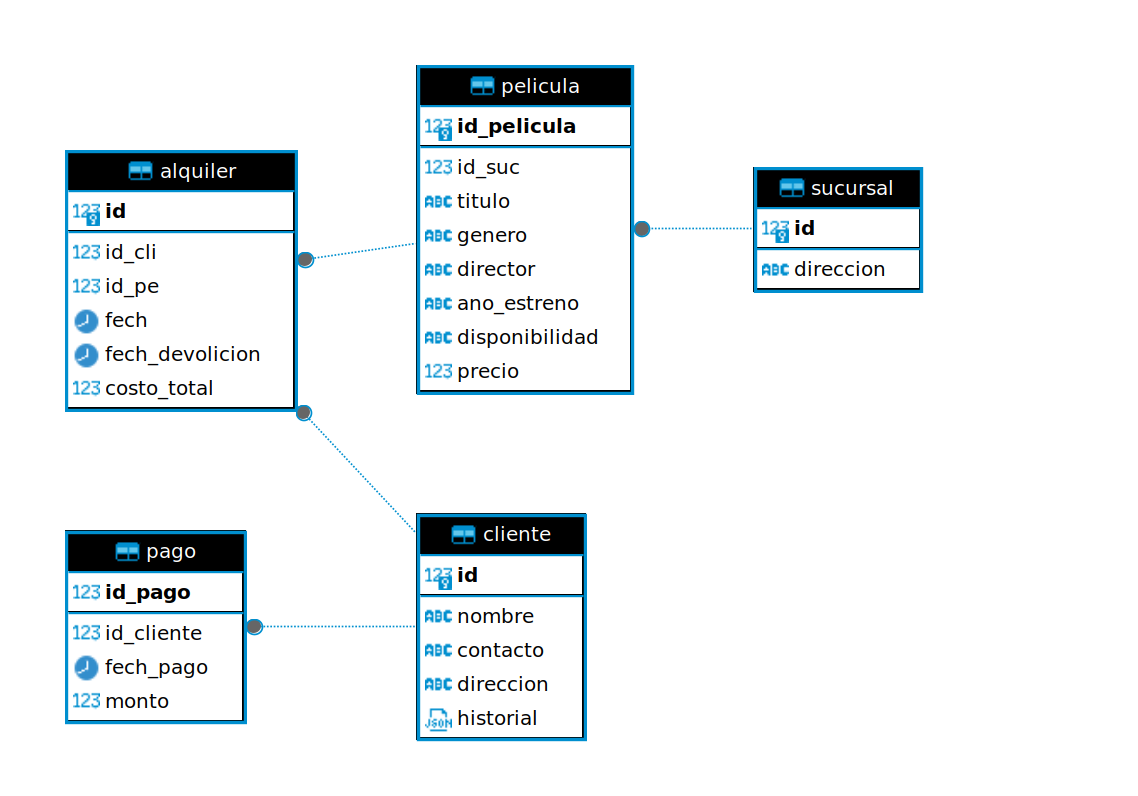 pelicula
123 id_pelicula
123 id_suc
ABC titulo
ABC genero
ABC director
ABC ano_estreno
ABC disponibilidad
123 precio
alquiler
123 id
123 id_cli
123 id_pe
fech
fech_devolicion
123 costo_total
sucursal
123 id
ABC direccion
pago
123 id_pago
123 id_cliente
fech_pago
123 monto
cliente
123 id
ABC nombre
ABC contacto
ABC direccion
JSON historial